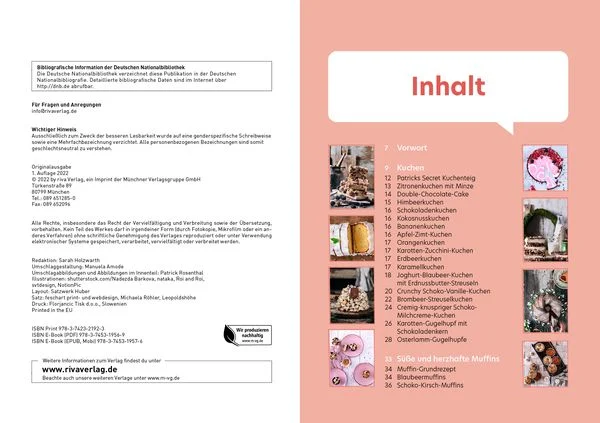 Bibliografische Information der Deutschen Nationalbibliothek
Die Deutsche Nationalbibliothek verzeichnet diese Publikation in der Deutschen
Nationalbibliografie. Detaillierte bibliografische Daten sind im Internet über
http://dnb.de abrufbar.
Für Fragen und Anregungen
info@rivaverlag.de
Wichtiger Hinweis
Ausschließlich zum Zweck der besseren Lesbarkeit wurde auf eine genderspezifische Schreibweise
sowie eine Mehrfachbezeichnung verzichtet. Alle personenbezogenen Bezeichnungen sind somit
geschlechtsneutral zu verstehen.
Originalausgabe
1. Auflage 2022
© 2022 by riva Verlag, ein Imprint der Münchner Verlagsgruppe GmbH
Türkenstraße 89
80799 München
Tel.: 089 651285-0
Fax: 089 652096
Alle Rechte, insbesondere das Recht der Vervielfältigung und Verbreitung sowie der Übersetzung,
vorbehalten. Kein Teil des Werkes darf in irgendeiner Form (durch Fotokopie, Mikrofilm oder ein an-
deres Verfahren) ohne schriftliche Genehmigung des Verlages reproduziert oder unter Verwendung
elektronischer Systeme gespeichert, verarbeitet, vervielfältigt oder verbreitet werden.
Redaktion: Sarah Holzwarth
Umschlaggestaltung: Manuela Amode
Umschlagabbildungen und Abbildungen im Innenteil: Patrick Rosenthal
Illustrationen: shutterstock.com/Nadezda Barkova, nataka, Roi and Roi,
svtdesign, NotionPic
Layout: Satzwerk Huber
Satz: feschart print- und webdesign, Michaela Röhler, Leopoldshöhe
Druck: Florjancic Tisk d.o.o., Slowenien
Printed in the EU
ISBN Print 978-3-7423-2192-3
ISBN E-Book (PDF) 978-3-7453-1956-9
ISBN E-Book (EPUB, Mobi) 978-3-7453-1957-6
Wir produzieren
nachhaltig
www.m-vg.de
Weitere Informationen zum Verlag findest du unter
www.rivaverlag.de
Beachte auch unsere weiteren Verlage unter www.m-vg.de
Inhalt
7 Vorwort
9 Kuchen
12 Patricks Secret Kuchenteig
13 Zitronenkuchen mit Minze
14 Double-Chocolate-Cake
15 Himbeerkuchen
16 Schokoladenkuchen
16 Kokosnusskuchen
16 Bananenkuchen
16 Apfel-Zimt-Kuchen
17 Orangenkuchen
17 Karotten-Zucchini-Kuchen
17 Erdbeerkuchen
17 Karamellkuchen
18 Joghurt-Blaubeer-Kuchen
mit Erdnussbutter-Streuseln
20 Crunchy Schoko-Vanille-Kuchen
22 Brombeer-Streuselkuchen
24 Cremig-knuspriger Schoko-
Milchcreme-Kuchen
26 Karotten-Gugelhupf mit
Schokoladenkern
28 Osterlamm-Gugelhupfe
33 Süße und herzhafte Muffins
34 Muffin-Grundrezept
34 Blaubeermuffins
36 Schoko-Kirsch-Muffins